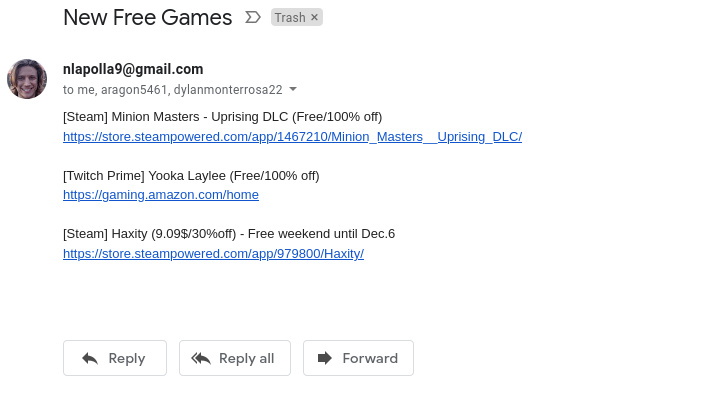 New Free Games Trash ×
nlapolla9@gmail.com
to me, aragon5461, dylanmonterrosa22
[Steam] Minion Masters - Uprising DLC (Free/100% off)
https://store.steampowered.com/app/1467210/Minion_Masters__Uprising_DLC/
[Twitch Prime] Yooka Laylee (Free/100% off)
https://gaming.amazon.com/home
[Steam] Haxity (9.09$/30%off) - Free weekend until Dec.6
https://store.steampowered.com/app/979800/Haxity/
Reply Reply all Forward